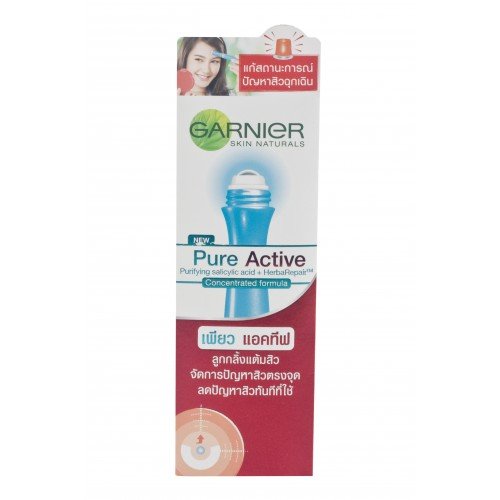 แก้สถานะการณ์
ปัญหาสิวฉุกเฉิน
GARNIER
SKIN NATURALS
NEW
Pure Active
Purifying salicylic acid + HerbaRepair™
Concentrated formula
เพียว แอคทีฟ
ลูกกลิ้งแต้มสิว
จัดการปัญหาสิวตรงจุด
ลดปัญหาสิวทันทีที่ใช้